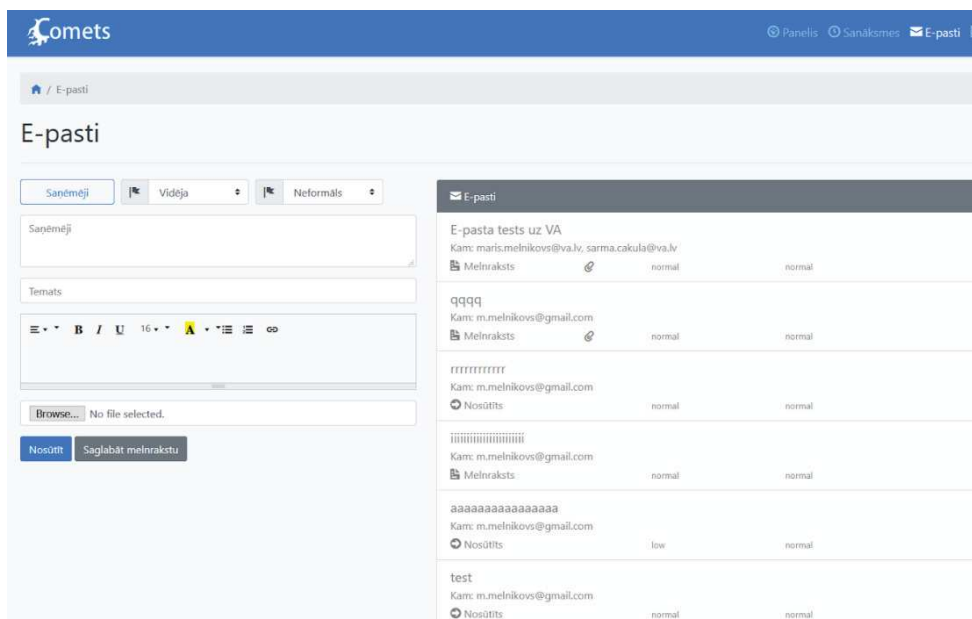 Comets
Panelis Sanāksmes E-pasti
/ E-pasti
E-pasti
Saņēmēji Vidēja Neformāls
Saņēmēji
Temats
B I U 16 A
Browse... No file selected.
Nosūtīt Saglabāt melnrakstu
E-pasti
E-pasta tests uz VA
Kam: maris.melnikovs@va.lv, sarma.cakula@va.lv
Melnraksts normal normal
qqqq
Kam: m.melnikovs@gmail.com
Melnraksts normal normal
Kam: m.melnikovs@gmail.com
Nosūtīts normal normal
Kam: m.melnikovs@gmail.com
Melnraksts normal normal
aaaaaaaaaaaaaaaa
Kam: m.melnikovs@gmail.com
Nosūtīts low normal
test
Kam: m.melnikovs@gmail.com
Nosūtīts normal normal